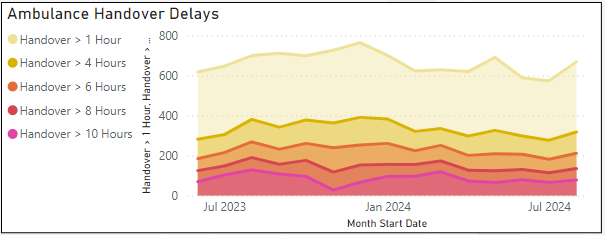 Ambulance Handover Delays
Handover > 1 Hour
Handover > 4 Hours
Handover > 6 Hours
Handover > 8 Hours
Handover > 10 Hours
Handover > 1 Hour, Handover > ...
800
600
400
200
0
Jul 2023
Jan 2024
Jul 2024
Month Start Date